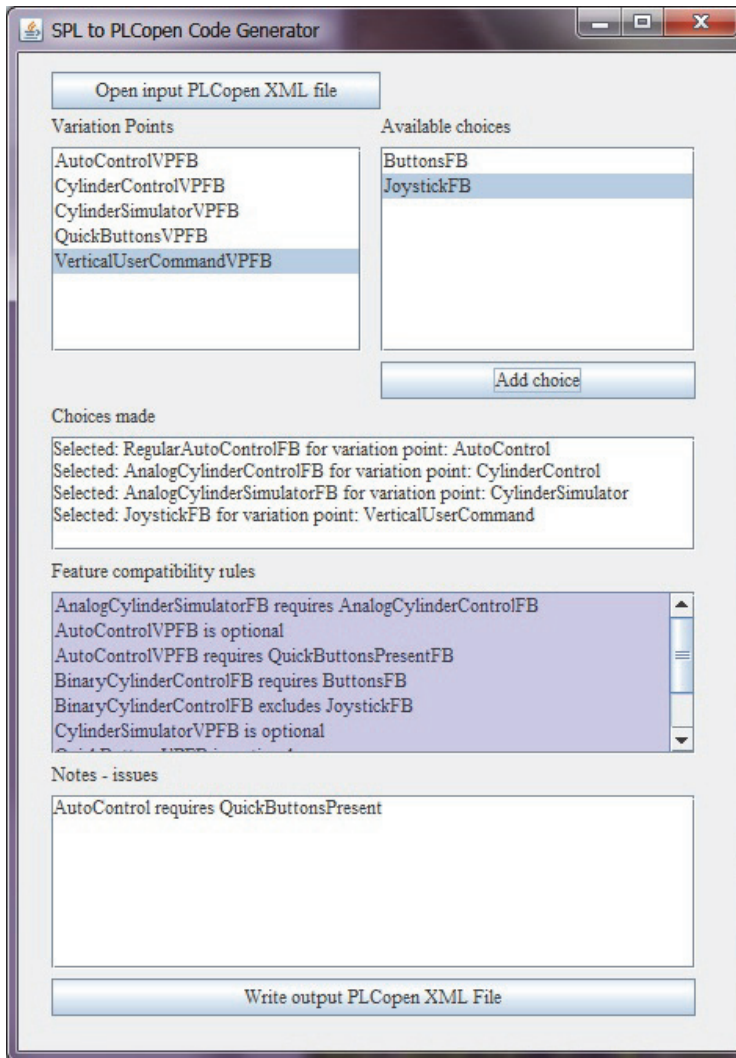 SPL to PLCopen Code Generator
Open input PLCopen XML file
Variation Points
AutoControlVPFB
CylinderControlVPFB
CylinderSimulatorVPFB
QuickButtonsVPFB
VerticalUserCommandVPFB
Available choices
ButtonsFB
JoystickFB
Add choice
Choices made
Selected: RegularAutoControlFB for variation point: AutoControl
Selected: AnalogCylinderControlFB for variation point: CylinderControl
Selected: AnalogCylinderSimulatorFB for variation point: CylinderSimulator
Selected: JoystickFB for variation point: VerticalUserCommand
Feature compatibility rules
AnalogCylinderSimulatorFB requires AnalogCylinderControlFB
AutoControlVPFB is optional
AutoControlVPFB requires QuickButtonsPresentFB
BinaryCylinderControlFB requires ButtonsFB
BinaryCylinderControlFB excludes JoystickFB
CylinderSimulatorVPFB is optional
Notes - issues
AutoControl requires QuickButtonsPresent
Write output PLCopen XML File